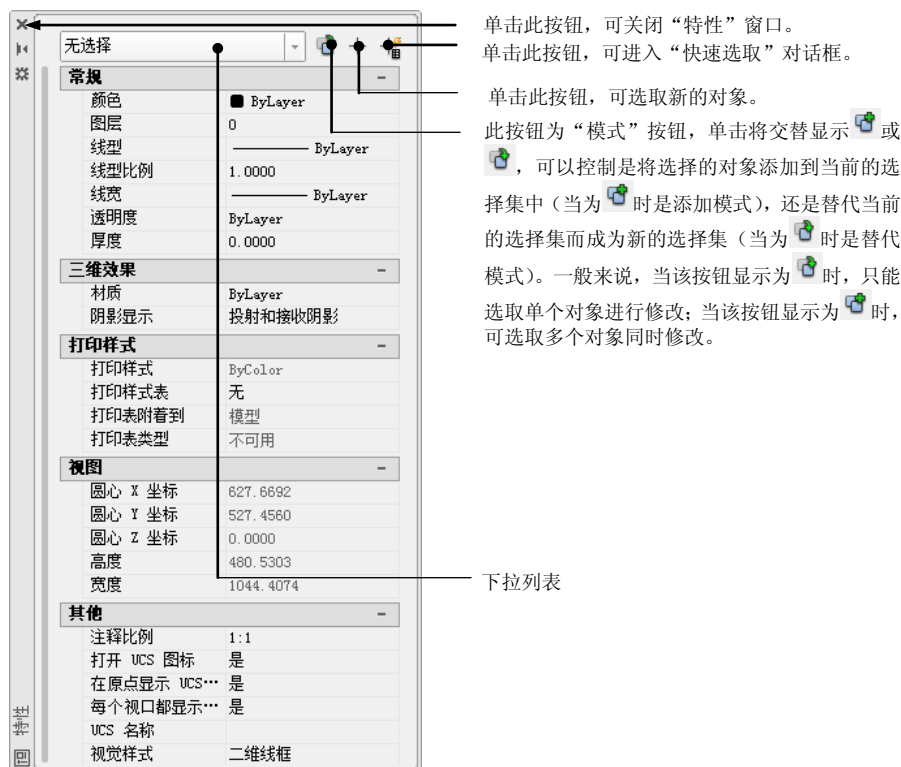 无选择
常规
颜色 ByLayer
图层 0
线型 ByLayer
线型比例 1.0000
线宽 ByLayer
透明度 ByLayer
厚度 0.0000
三维效果
材质 ByLayer
阴影显示 投射和接收阴影
打印样式
打印样式 ByColor
打印样式表 无
打印表附着到 模型
打印表类型 不可用
视图
圆心 X 坐标 627.6692
圆心 Y 坐标 527.4560
圆心 Z 坐标 0.0000
高度 480.5303
宽度 1044.4074
其他
注释比例 1:1
打开 UCS 图标 是
在原点显示 UCS… 是
每个视口都显示… 是
UCS 名称
视觉样式 二维线框
特性
单击此按钮，可关闭“特性”窗口。
单击此按钮，可进入“快速选取”对话框。
单击此按钮，可选取新的对象。
此按钮为“模式”按钮，单击将交替显示 或
，可以控制是将选择的对象添加到当前的选
择集中（当为 时是添加模式），还是替代当前
的选择集而成为新的选择集（当为 时是替代
模式）。一般来说，当该按钮显示为 时，只能
选取单个对象进行修改；当该按钮显示为 时，
可选取多个对象同时修改。
下拉列表